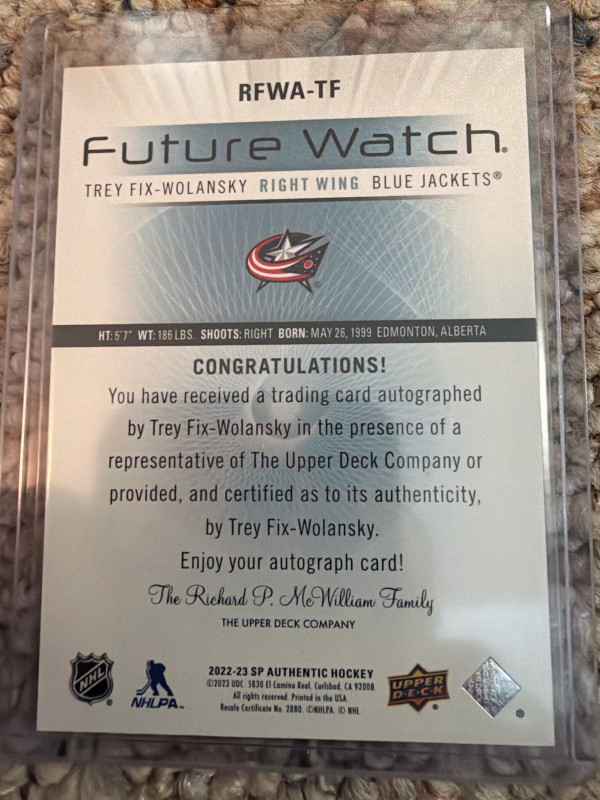 RFWA-TF
Future Watch®
TREY FIX-WOLANSKY RIGHT WING BLUE JACKETS®
HT: 5'7" WT: 186 LBS. SHOOTS: RIGHT BORN: MAY 26, 1999 EDMONTON, ALBERTA
CONGRATULATIONS!
You have received a trading card autographed
by Trey Fix-Wolansky in the presence of a
representative of The Upper Deck Company or
provided, and certified as to its authenticity,
by Trey Fix-Wolansky.
Enjoy your autograph card!
The Richard P. McWilliam Family
THE UPPER DECK COMPANY
NHL
NHLPA™
2022-23 SP AUTHENTIC HOCKEY
©2023 UDC. 5830 El Camino Real, Carlsbad, CA 92008.
All rights reserved. Printed in the USA
Resale Certificate No. 2880. ©NHLPA. © NHL.
UPPER
DECK